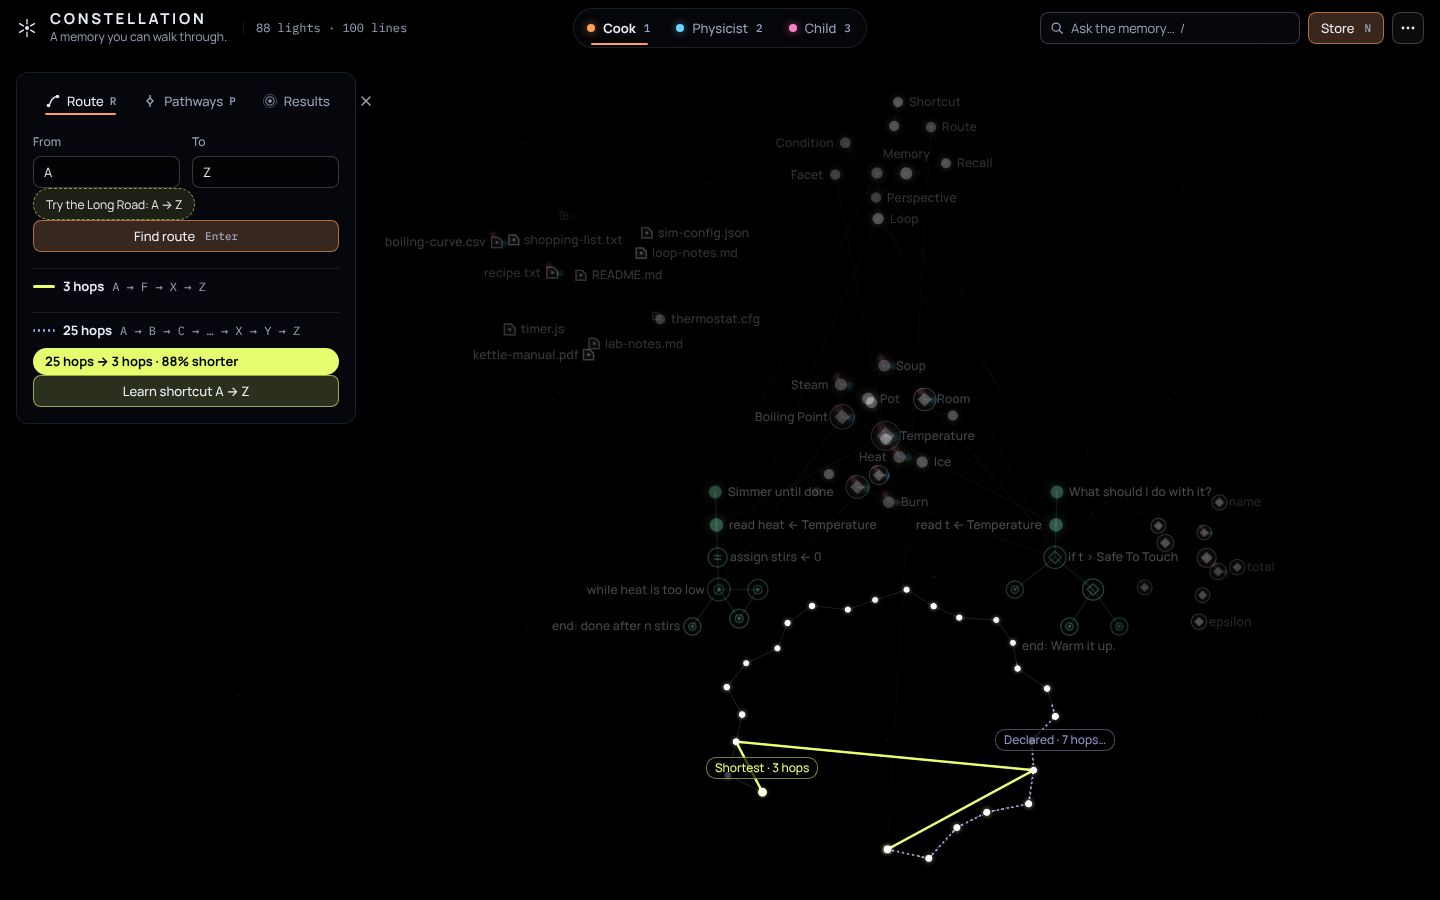 CONSTELLATION
A memory you can walk through.
88 lights · 100 lines
Cook 1
Physicist 2
Child 3
Ask the memory… /
Store N
Route R
Pathways P
Results
From
To
A
Z
Try the Long Road: A → Z
Find route Enter
3 hops A → F → X → Z
25 hops A → B → C → … → X → Y → Z
25 hops → 3 hops · 88% shorter
Learn shortcut A → Z
Shortcut
Route
Condition
Memory
Recall
Facet
Perspective
Loop
boiling-curve.csv
shopping-list.txt
sim-config.json
loop-notes.md
recipe.txt
README.md
thermostat.cfg
timer.js
lab-notes.md
kettle-manual.pdf
Soup
Steam
Pot
Room
Boiling Point
Temperature
Heat
Ice
Simmer until done
Burn
What should I do with it?
name
read heat ← Temperature
read t ← Temperature
assign stirs ← 0
if t > Safe To Touch
total
while heat is too low
end: done after n stirs
epsilon
end: Warm it up.
Declared · 7 hops…
Shortest · 3 hops